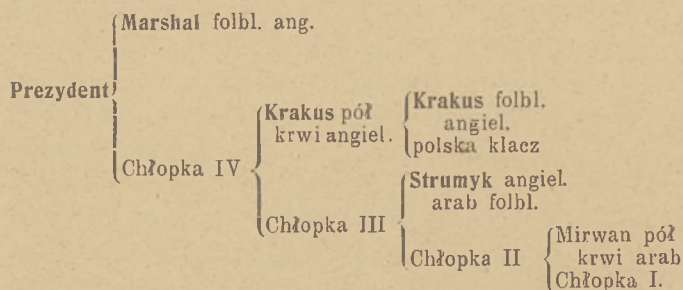 Marshal folbl. ang.
Prezydent
Chłopka IV
Krakus pół
krwi angiel.
Krakus folbl.
angiel.
polska klacz
Chłopka III
Strumyk angiel.
arab folbl.
Chłopka II
Mirwan pół
krwi arab
Chłopka I.